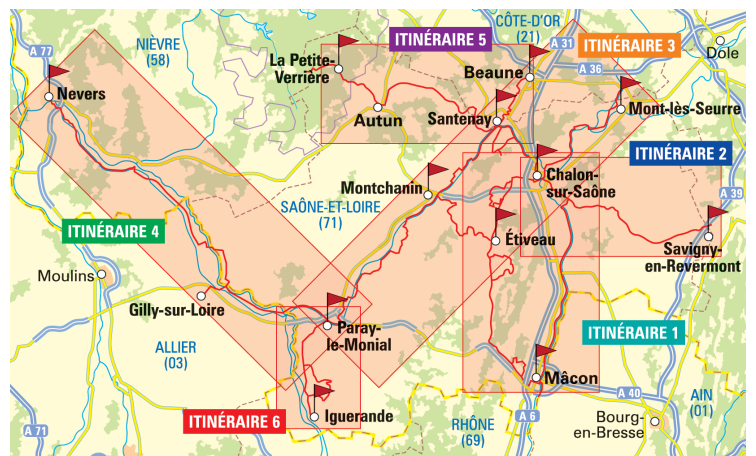 A 77
NIÈVRE
(58)
La Petite-
Verrière
ITINÉRAIRE 5
CÔTE-D'OR
(21)
A 31
ITINÉRAIRE 3
Dole
Nevers
Beaune
A 36
Autun
Santenay
Mont-lès-Seurre
ITINÉRAIRE 2
Montchanin
Chalon-
sur-Saône
A 39
SAÔNE-ET-LOIRE
(71)
ITINÉRAIRE 4
Étiveau
Savigny-
en-Revermont
Moulins
Gilly-sur-Loire
Paray-
le-Monial
ITINÉRAIRE 1
ALLIER
(03)
Mâcon
A 40
AIN
(01)
ITINÉRAIRE 6
Iguerande
RHÔNE
(69)
A 6
Bourg-
en-Bresse
A 71